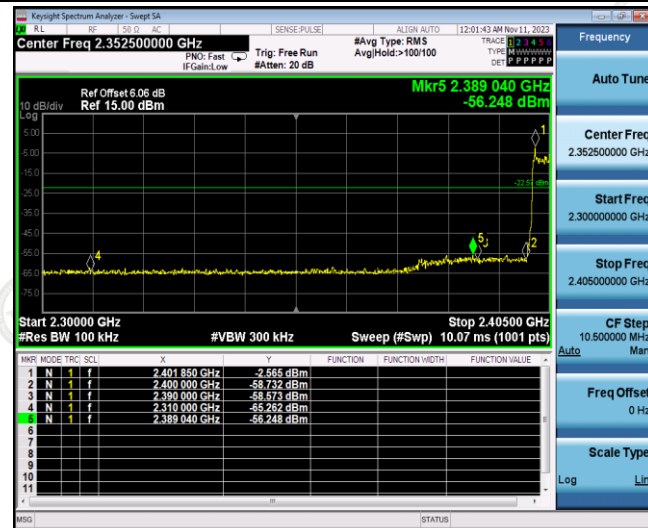 Keysight Spectrum Analyzer - Swept SA
RL RF 50 Ω AC SENSE:PULSE ALIGN AUTO 12:01:43 AM Nov 11, 2023
Center Freq 2.352500000 GHz
PNO: Fast
IFGain:Low
Trig: Free Run
#Atten: 20 dB
#Avg Type: RMS
Avg|Hold:>100/100
TRACE 1 2 3 4 5 6
TYPE M WWWWW
DET P P P P P P
Ref Offset 6.06 dB
Ref 15.00 dBm
10 dB/div
Log
Mkr5 2.389 040 GHz
-56.248 dBm
5.00
-5.00
-15.0
-25.0
-35.0
-45.0
-55.0
-65.0
-75.0
-22.57 dBm
1
2
4
5
Start 2.30000 GHz
Stop 2.40500 GHz
#Res BW 100 kHz
#VBW 300 kHz
Sweep (#Swp) 10.07 ms (1001 pts)
MKR MODE TRC SCL X Y FUNCTION FUNCTION WIDTH FUNCTION VALUE
1 N 1 f 2.401 850 GHz -2.565 dBm
2 N 1 f 2.400 000 GHz -58.732 dBm
3 N 1 f 2.390 000 GHz -58.573 dBm
4 N 1 f 2.310 000 GHz -65.262 dBm
5 N 1 f 2.389 040 GHz -56.248 dBm
6
7
8
9
10
11
MSG
STATUS
Frequency
Auto Tune
Center Freq
2.352500000 GHz
Start Freq
2.300000000 GHz
Stop Freq
2.405000000 GHz
CF Step
10.500000 MHz
Auto Man
Freq Offset
0 Hz
Scale Type
Log Lin